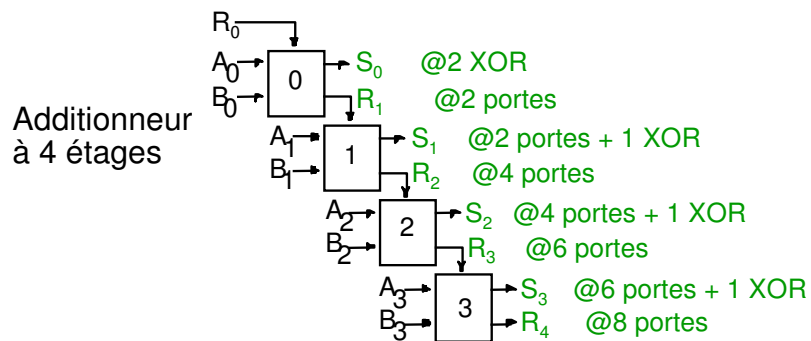 R0
A0 S0 @2 XOR
0
B0 R1 @2 portes
Additionneur
à 4 étages
A1 S1 @2 portes + 1 XOR
1
B1 R2 @4 portes
A2 S2 @4 portes + 1 XOR
2
B2 R3 @6 portes
A3 S3 @6 portes + 1 XOR
3
B3 R4 @8 portes